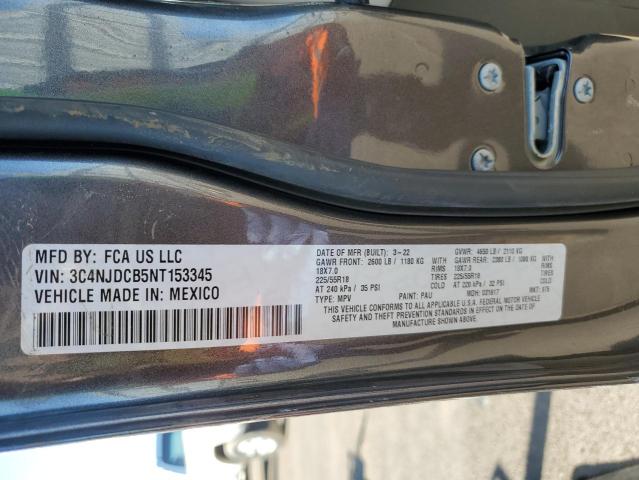 MFD BY: FCA US LLC
VIN: 3C4NJDCB5NT153345
VEHICLE MADE IN: MEXICO
DATE OF MFR (BUILT): 3-22 GVWR: 4650 LB / 2110 KG
GAWR FRONT: 2600 LB / 1180 KG WITH GAWR REAR: 2380 LB / 1080 KG WITH
18X7.0 RIMS 18X7.0 RIMS
225/55R18 TIRES 225/55R18 TIRES
AT 240 kPa / 35 PSI COLD AT 220 kPa / 32 PSI COLD
TYPE: MPV PAINT: PAU MDH: 031617 MKT:
THIS VEHICLE CONFORMS TO ALL APPLICABLE U.S.A. FEDERAL MOTOR VEHICLE
SAFETY AND THEFT PREVENTION STANDARDS IN EFFECT ON THE DATE OF MANUFACTURE
SHOWN ABOVE.